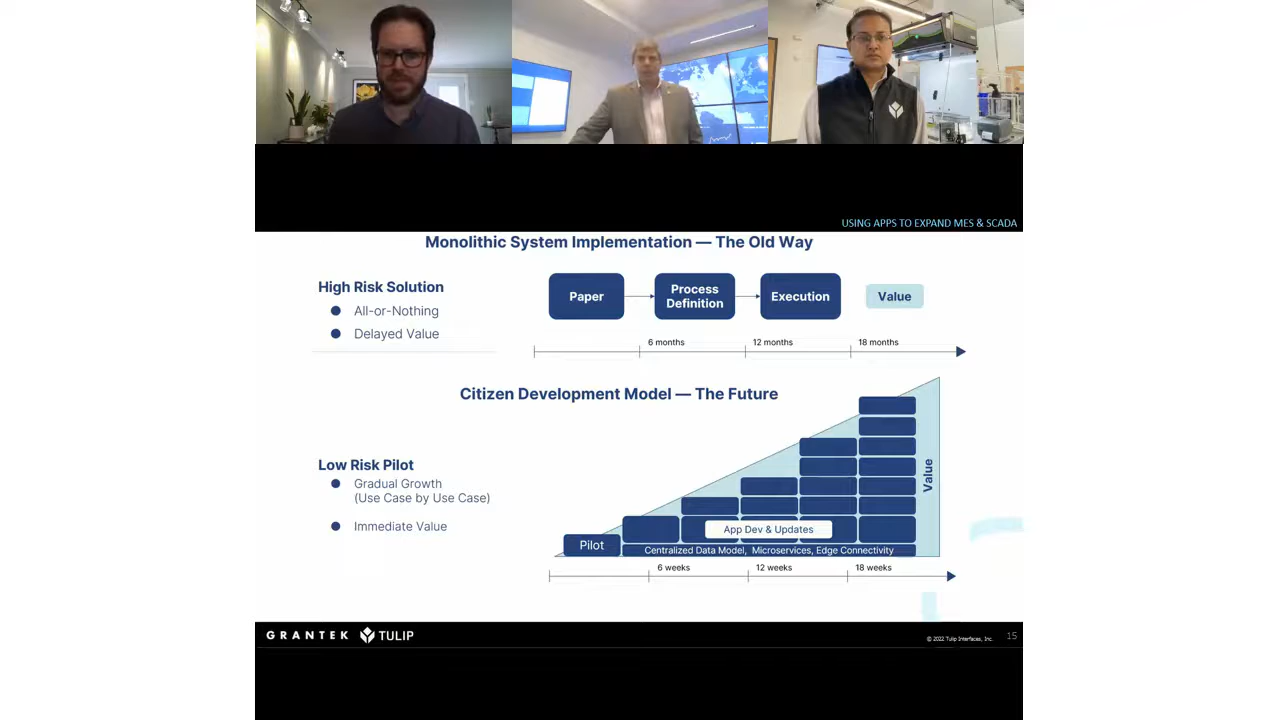 USING APPS TO EXPAND MES & SCADA
Monolithic System Implementation — The Old Way
High Risk Solution
All-or-Nothing
Delayed Value
Paper
Process
Definition
Execution
Value
6 months
12 months
18 months
Citizen Development Model — The Future
Low Risk Pilot
Gradual Growth
(Use Case by Use Case)
Immediate Value
Value
App Dev & Updates
Pilot
Centralized Data Model, Microservices, Edge Connectivity
6 weeks
12 weeks
18 weeks
GRANTEK TULIP
© 2022 Tulip Interfaces, Inc.
15